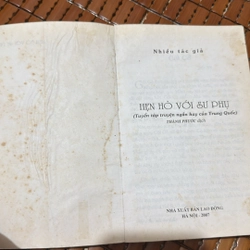 Nhiều tác giả
HẸN HÒ VỚI SƯ PHỤ
(Tuyển tập truyện ngắn hay của Trung Quốc)
NHÀ XUẤT BẢN LAO ĐỘNG
HÀ NỘI - 2007